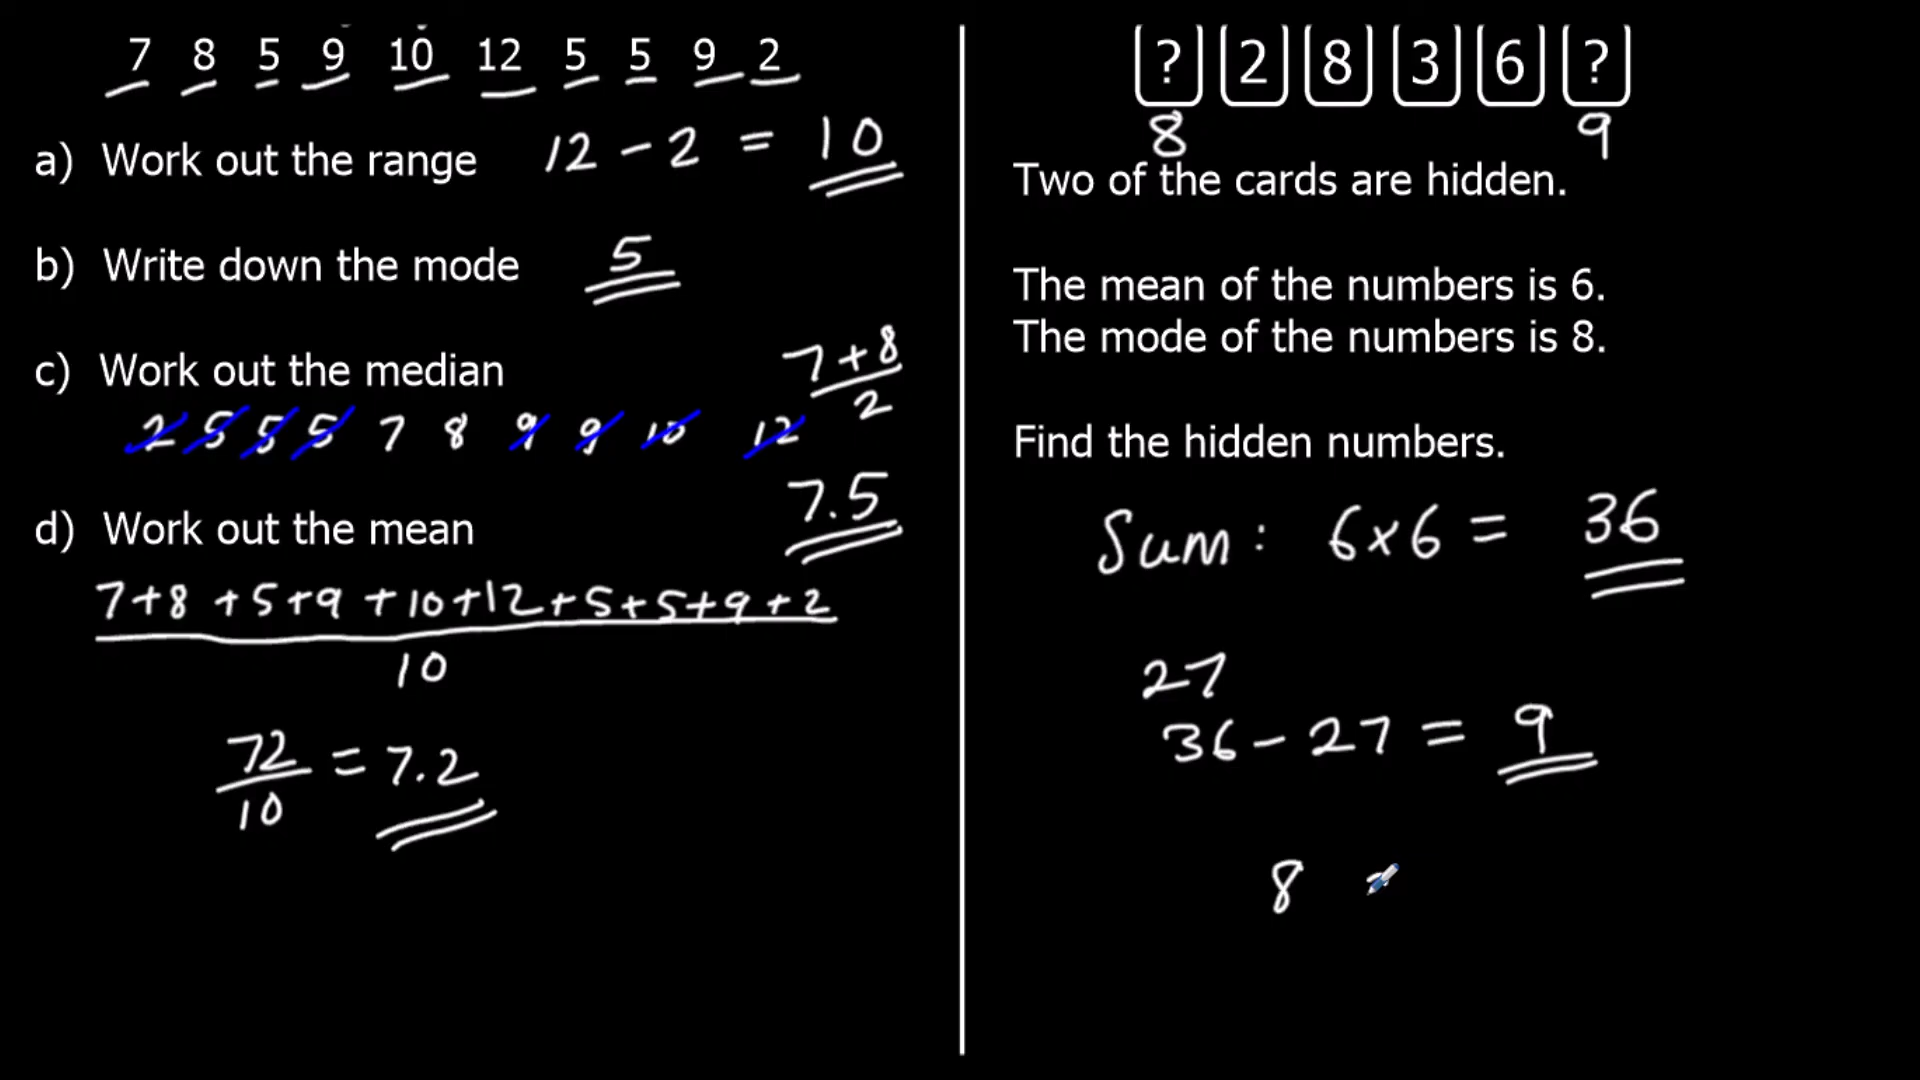 7 8 5 9 10 12 5 5 9 2
a) Work out the range 12 - 2 = 10
b) Write down the mode 5
c) Work out the median 7+8
2
2 5 5 5 7 8 9 9 10 12
7.5
d) Work out the mean
7+8+5+9+10+12+5+5+9+2
10
72
10
= 7.2
? 2 8 3 6 ?
8 9
Two of the cards are hidden.
The mean of the numbers is 6.
The mode of the numbers is 8.
Find the hidden numbers.
Sum: 6×6 = 36
27
36 - 27 = 9
8